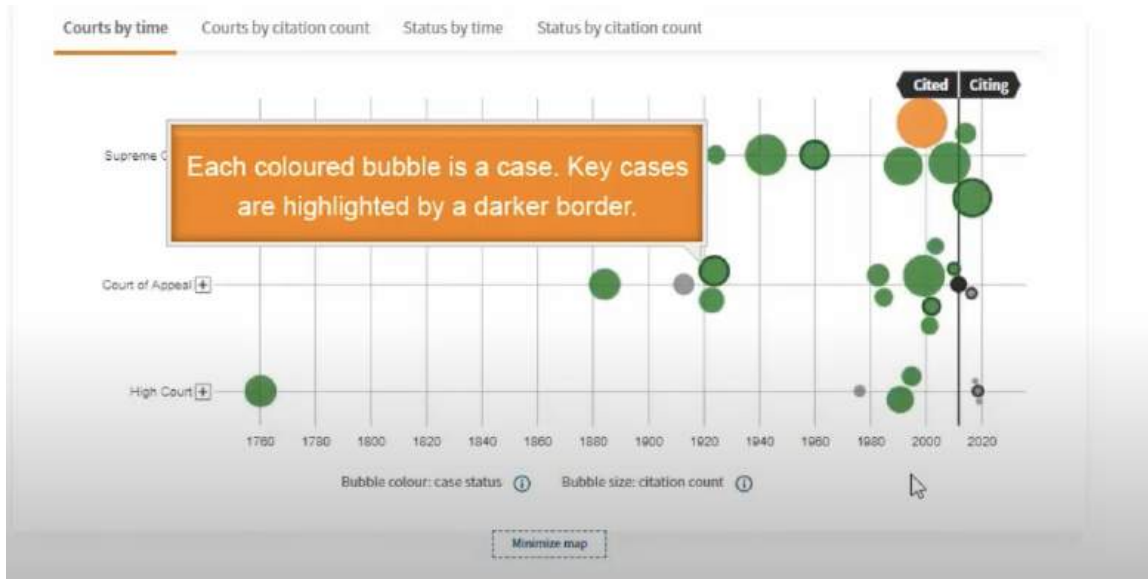 Courts by time Courts by citation count Status by time Status by citation count
Cited Citing
Supreme C
Each coloured bubble is a case. Key cases
are highlighted by a darker border.
Court of Appeal +
High Court +
1760 1780 1800 1820 1840 1860 1880 1900 1920 1940 1960 1980 2000 2020
Bubble colour: case status i Bubble size: citation count i
Minimize map